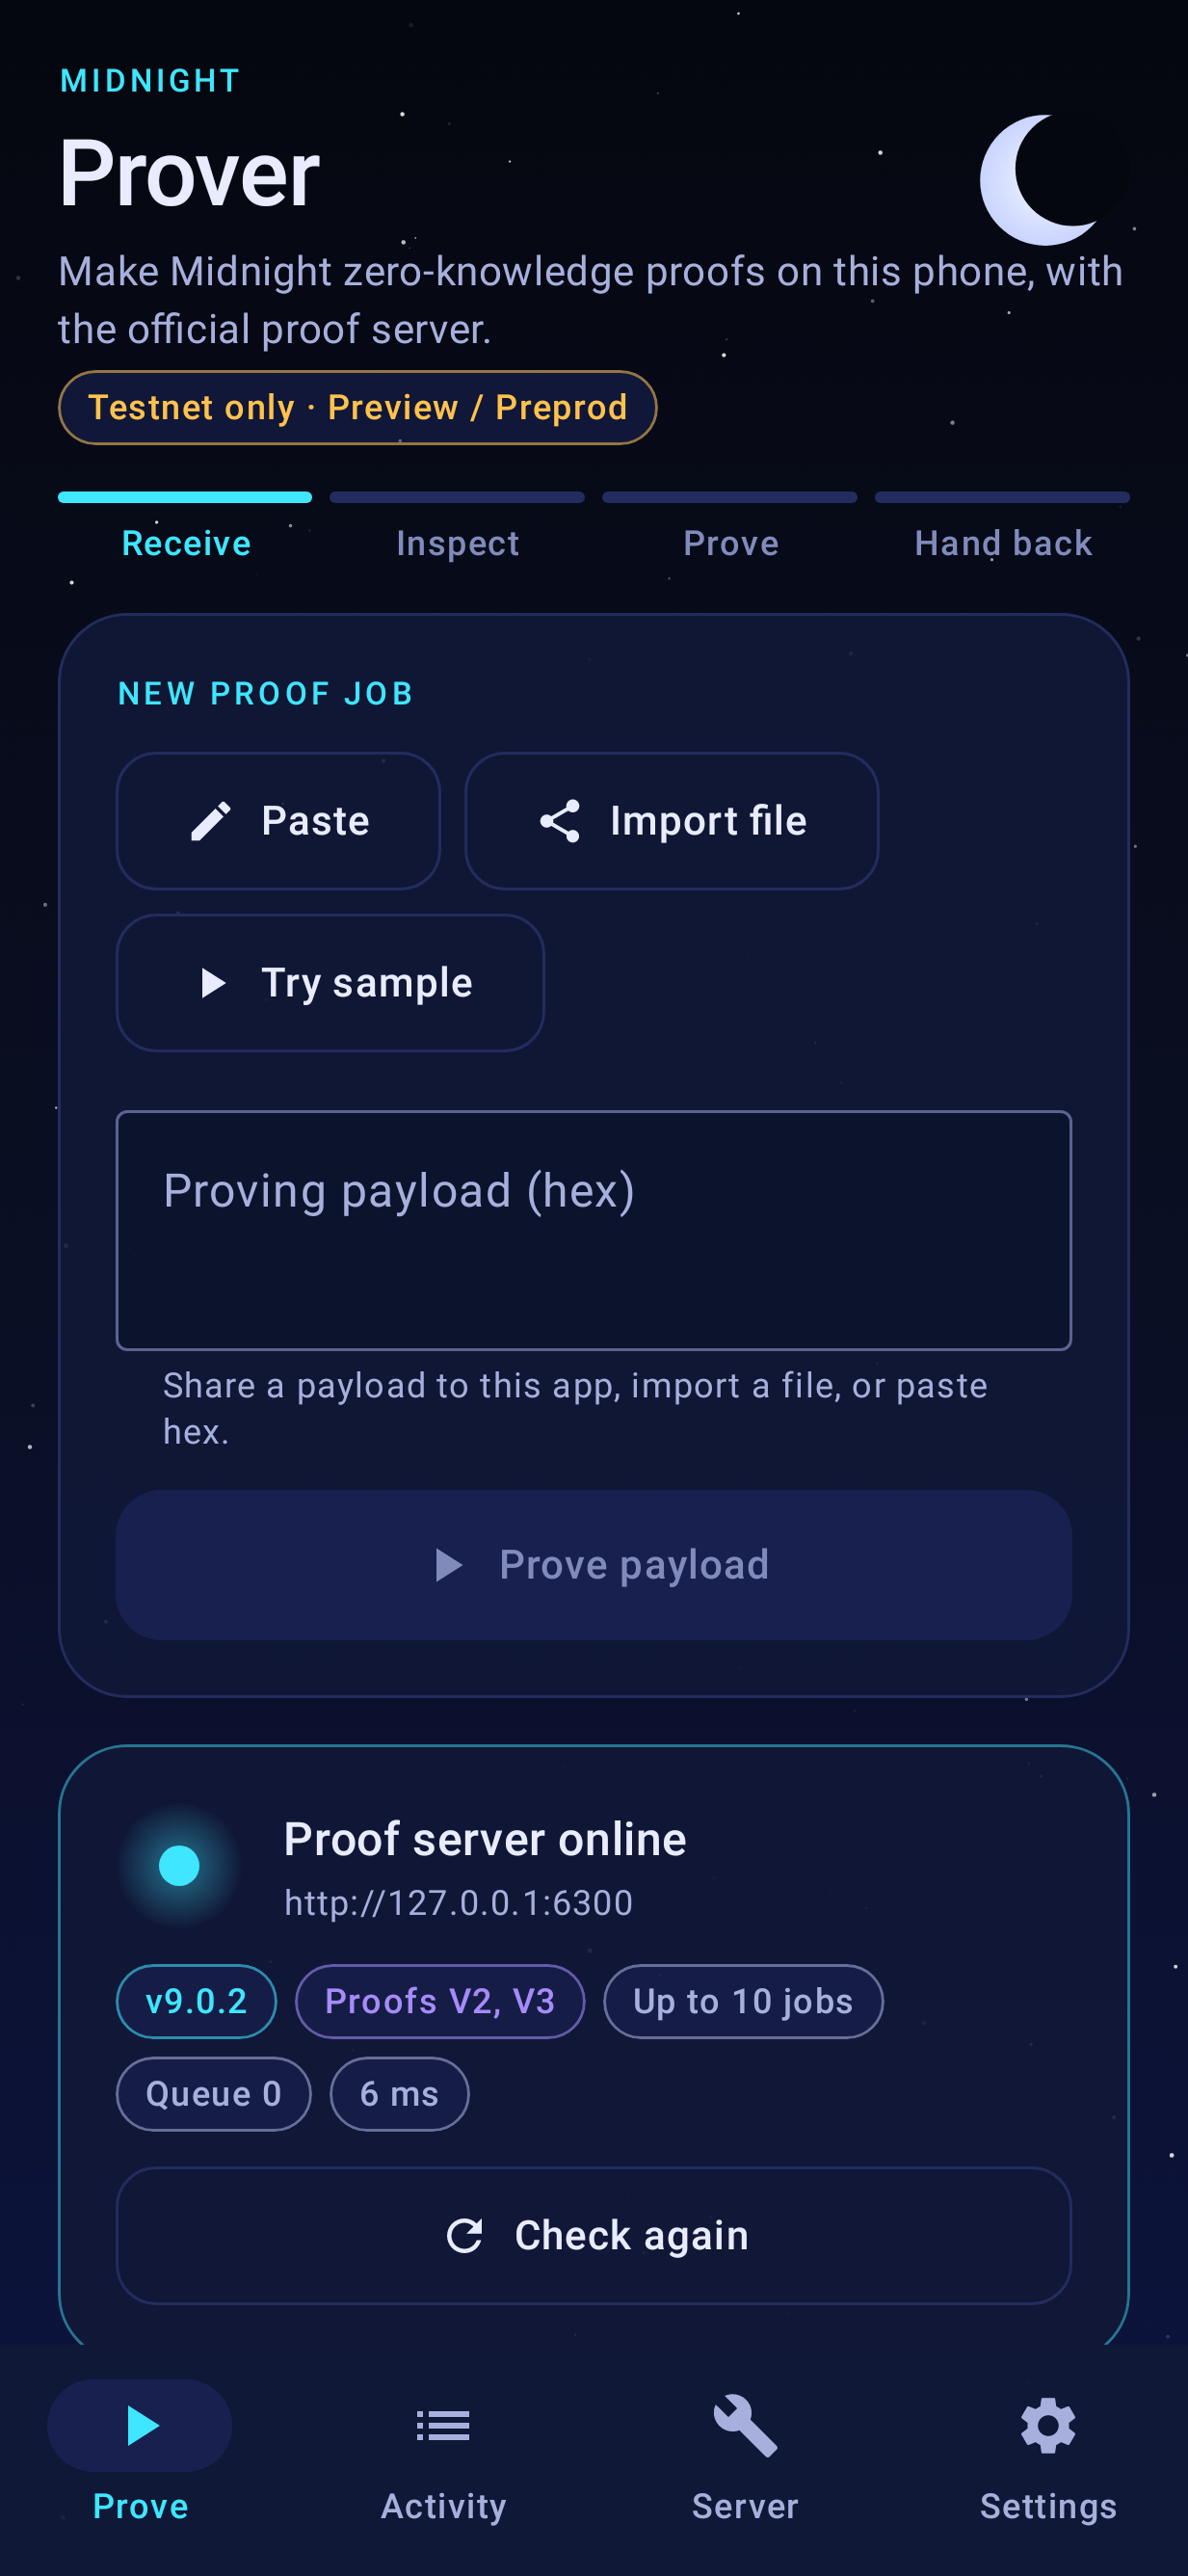 MIDNIGHT
Prover
Make Midnight zero-knowledge proofs on this phone, with
the official proof server.
Testnet only · Preview / Preprod
Receive
Inspect
Prove
Hand back
NEW PROOF JOB
Paste
Import file
Try sample
Proving payload (hex)
Share a payload to this app, import a file, or paste
hex.
Prove payload
Proof server online
http://127.0.0.1:6300
v9.0.2
Proofs V2, V3
Up to 10 jobs
Queue 0
6 ms
Check again
Prove
Activity
Server
Settings